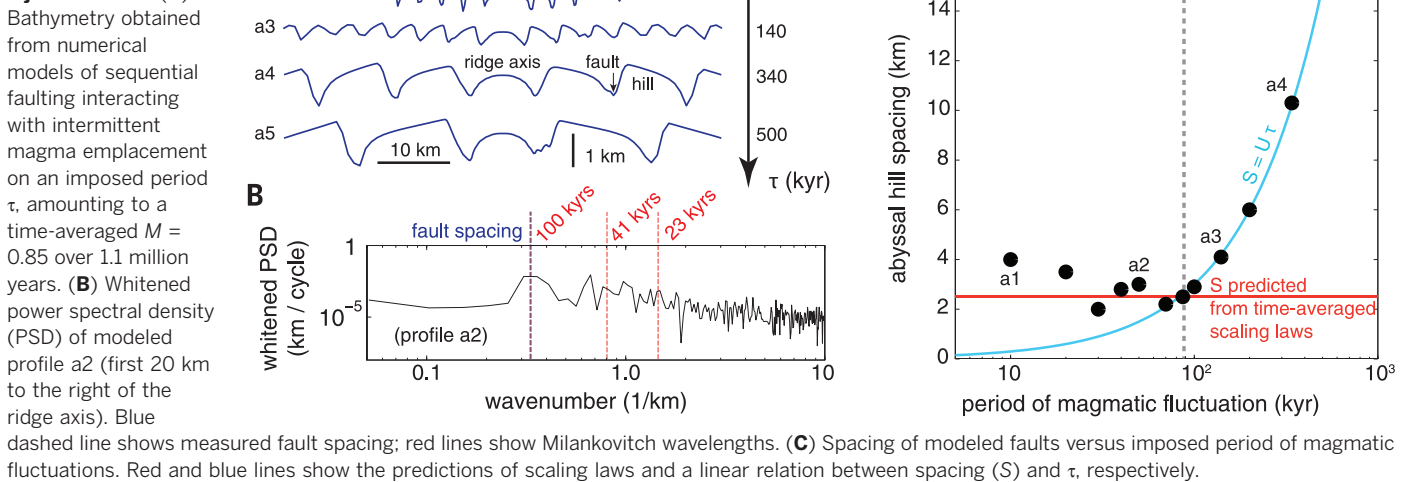 Bathymetry obtained
from numerical
models of sequential
faulting interacting
with intermittent
magma emplacement
on an imposed period
τ, amounting to a
time-averaged M =
0.85 over 1.1 million
years. (B) Whitened
power spectral density
(PSD) of modeled
profile a2 (first 20 km
to the right of the
ridge axis). Blue
dashed line shows measured fault spacing; red lines show Milankovitch wavelengths. (C) Spacing of modeled faults versus imposed period of magmatic
fluctuations. Red and blue lines show the predictions of scaling laws and a linear relation between spacing (S) and τ, respectively.
a3
140
a4
ridge axis
fault
hill
340
a5
500
10 km
1 km
τ (kyr)
B
fault spacing
100 kyrs
41 kyrs
23 kyrs
whitened PSD
(km / cycle)
1
10⁻⁵
(profile a2)
0.1
1.0
10
wavenumber (1/km)
abyssal hill spacing (km)
14
12
10
8
6
4
2
0
a1
a2
a3
a4
S = U τ
S predicted
from time-averaged
scaling laws
10
10²
10³
period of magmatic fluctuation (kyr)